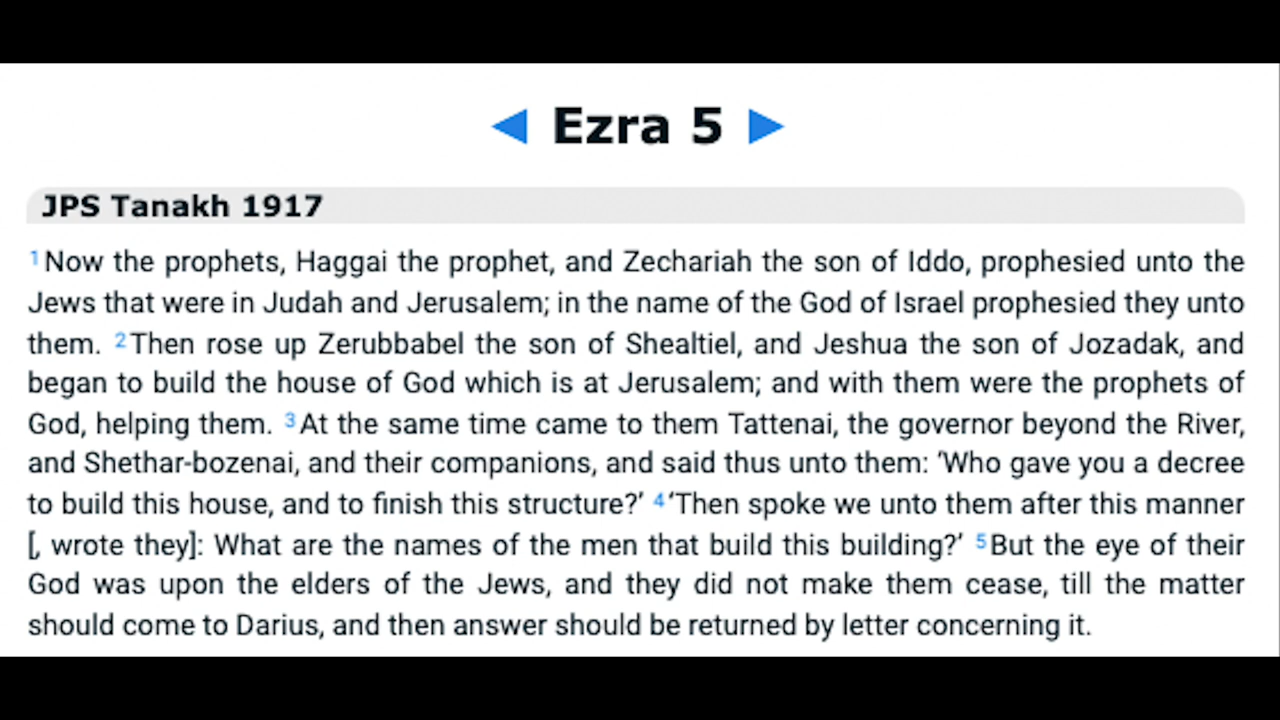 Ezra 5
JPS Tanakh 1917
1 Now the prophets, Haggai the prophet, and Zechariah the son of Iddo, prophesied unto the
Jews that were in Judah and Jerusalem; in the name of the God of Israel prophesied they unto
them. 2 Then rose up Zerubbabel the son of Shealtiel, and Jeshua the son of Jozadak, and
began to build the house of God which is at Jerusalem; and with them were the prophets of
God, helping them. 3 At the same time came to them Tattenai, the governor beyond the River,
and Shethar-bozenai, and their companions, and said thus unto them: ‘Who gave you a decree
to build this house, and to finish this structure?’ 4 ‘Then spoke we unto them after this manner
[, wrote they]: What are the names of the men that build this building?’ 5 But the eye of their
God was upon the elders of the Jews, and they did not make them cease, till the matter
should come to Darius, and then answer should be returned by letter concerning it.